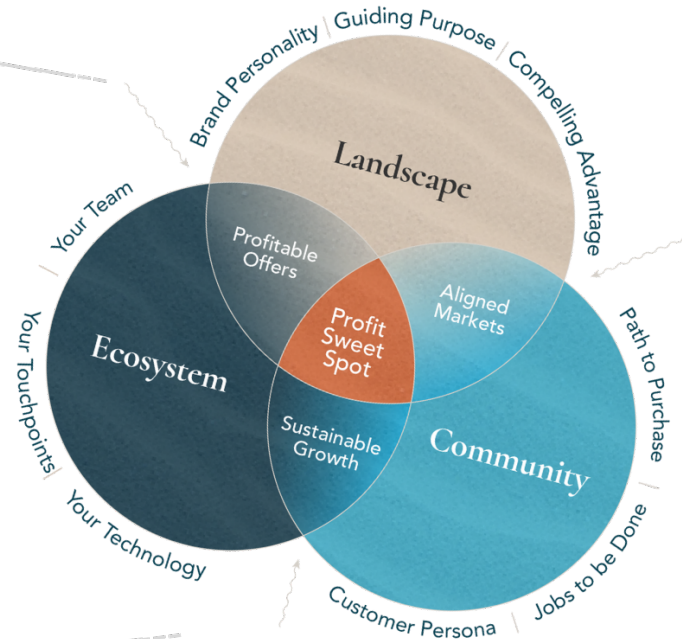 Brand Personality
Guiding Purpose
Compelling Advantage
Landscape
Your Team
Your Touchpoints
Your Technology
Ecosystem
Profitable
Offers
Aligned
Markets
Profit
Sweet
Spot
Sustainable
Growth
Community
Path to Purchase
Jobs to be Done
Customer Persona